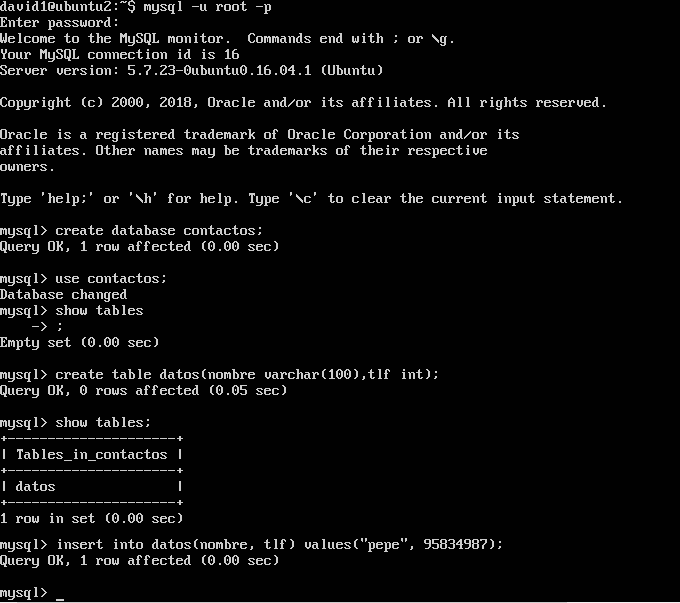 david1@ubuntu2:~$ mysql -u root -p
Enter password:
Welcome to the MySQL monitor.  Commands end with ; or \g.
Your MySQL connection id is 16
Server version: 5.7.23-0ubuntu0.16.04.1 (Ubuntu)
Copyright (c) 2000, 2018, Oracle and/or its affiliates. All rights reserved.
Oracle is a registered trademark of Oracle Corporation and/or its
affiliates. Other names may be trademarks of their respective
owners.
Type 'help;' or '\h' for help. Type '\c' to clear the current input statement.
mysql> create database contactos;
Query OK, 1 row affected (0.00 sec)
mysql> use contactos;
Database changed
mysql> show tables
    -> ;
Empty set (0.00 sec)
mysql> create table datos(nombre varchar(100),tlf int);
Query OK, 0 rows affected (0.05 sec)
mysql> show tables;
+---------------------+
| Tables_in_contactos |
+---------------------+
| datos               |
+---------------------+
1 row in set (0.00 sec)
mysql> insert into datos(nombre, tlf) values("pepe", 95834987);
Query OK, 1 row affected (0.00 sec)
mysql> _